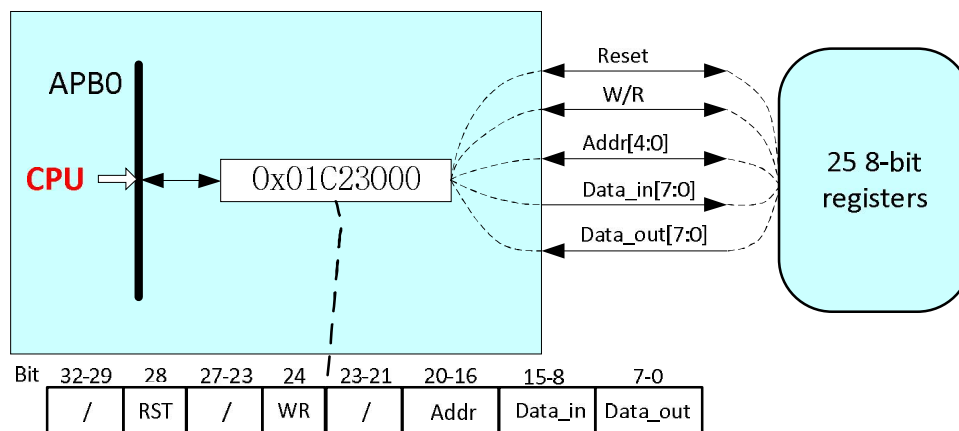 APB0
CPU
0x01C23000
Reset
W/R
Addr[4:0]
Data_in[7:0]
Data_out[7:0]
25 8-bit
registers
Bit 32-29 28 27-23 24 23-21 20-16 15-8 7-0
/ RST / WR / Addr Data_in Data_out